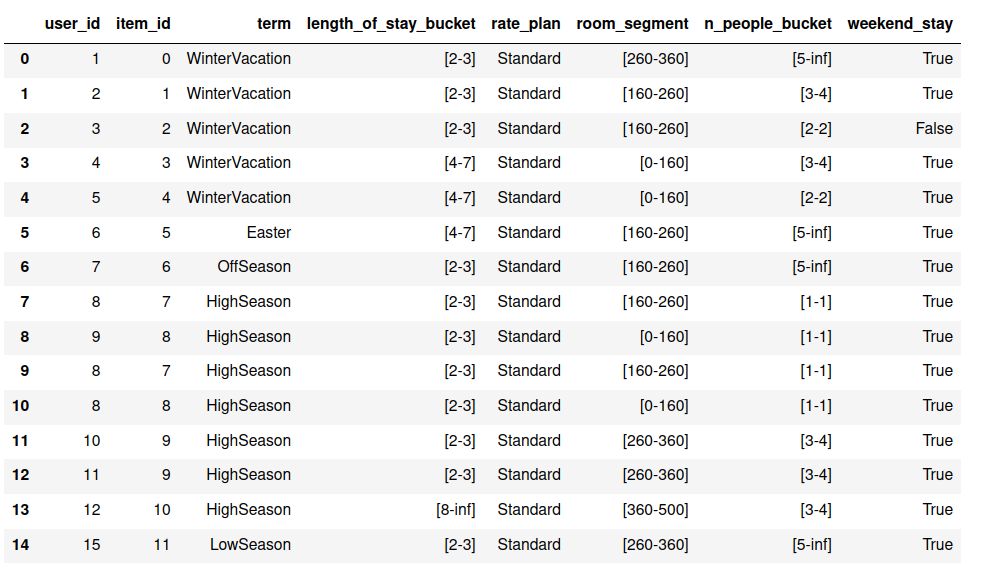 user_id item_id term length_of_stay_bucket rate_plan room_segment n_people_bucket weekend_stay
0 1 0 WinterVacation [2-3] Standard [260-360] [5-inf] True
1 2 1 WinterVacation [2-3] Standard [160-260] [3-4] True
2 3 2 WinterVacation [2-3] Standard [160-260] [2-2] False
3 4 3 WinterVacation [4-7] Standard [0-160] [3-4] True
4 5 4 WinterVacation [4-7] Standard [0-160] [2-2] True
5 6 5 Easter [4-7] Standard [160-260] [5-inf] True
6 7 6 OffSeason [2-3] Standard [160-260] [5-inf] True
7 8 7 HighSeason [2-3] Standard [160-260] [1-1] True
8 9 8 HighSeason [2-3] Standard [0-160] [1-1] True
9 8 7 HighSeason [2-3] Standard [160-260] [1-1] True
10 8 8 HighSeason [2-3] Standard [0-160] [1-1] True
11 10 9 HighSeason [2-3] Standard [260-360] [3-4] True
12 11 9 HighSeason [2-3] Standard [260-360] [3-4] True
13 12 10 HighSeason [8-inf] Standard [360-500] [3-4] True
14 15 11 LowSeason [2-3] Standard [260-360] [5-inf] True